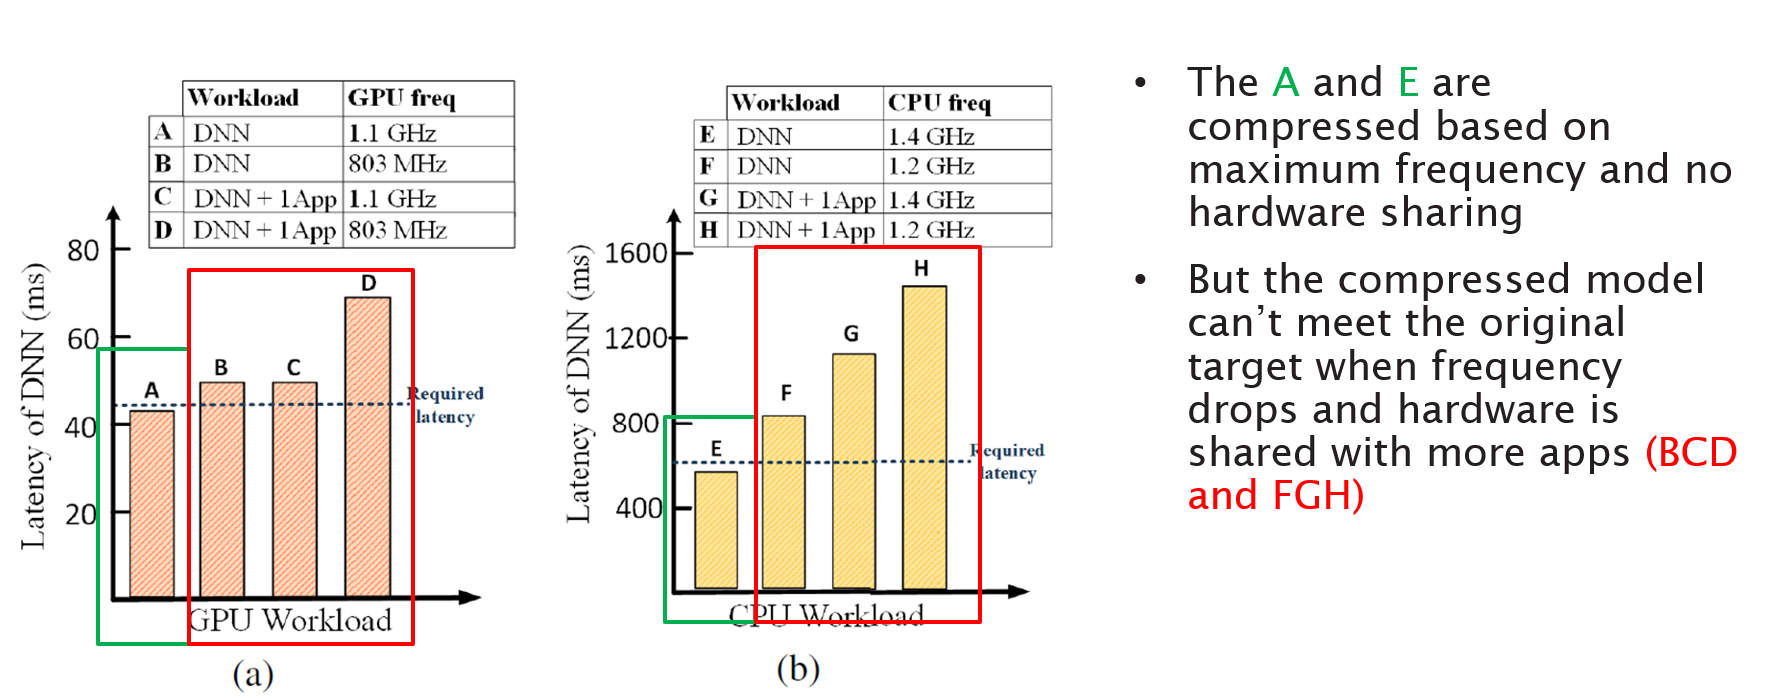 Workload GPU freq
A DNN 1.1 GHz
B DNN 803 MHz
C DNN + 1App 1.1 GHz
D DNN + 1App 803 MHz
Latency of DNN (ms)
80
60
40
20
A
B
C
D
Required
latency
GPU Workload
(a)
Workload CPU freq
E DNN 1.4 GHz
F DNN 1.2 GHz
G DNN + 1App 1.4 GHz
H DNN + 1App 1.2 GHz
Latency of DNN (ms)
1600
1200
800
400
E
F
G
H
Required
latency
CPU Workload
(b)
• The A and E are
compressed based on
maximum frequency and no
hardware sharing
• But the compressed model
can’t meet the original
target when frequency
drops and hardware is
shared with more apps (BCD
and FGH)